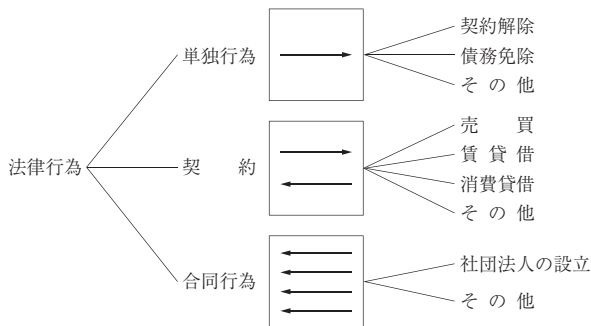 契約解除
単独行為
債務免除
その他
売買
賃貸借
法律行為
契約
消費貸借
その他
社団法人の設立
合同行為
その他